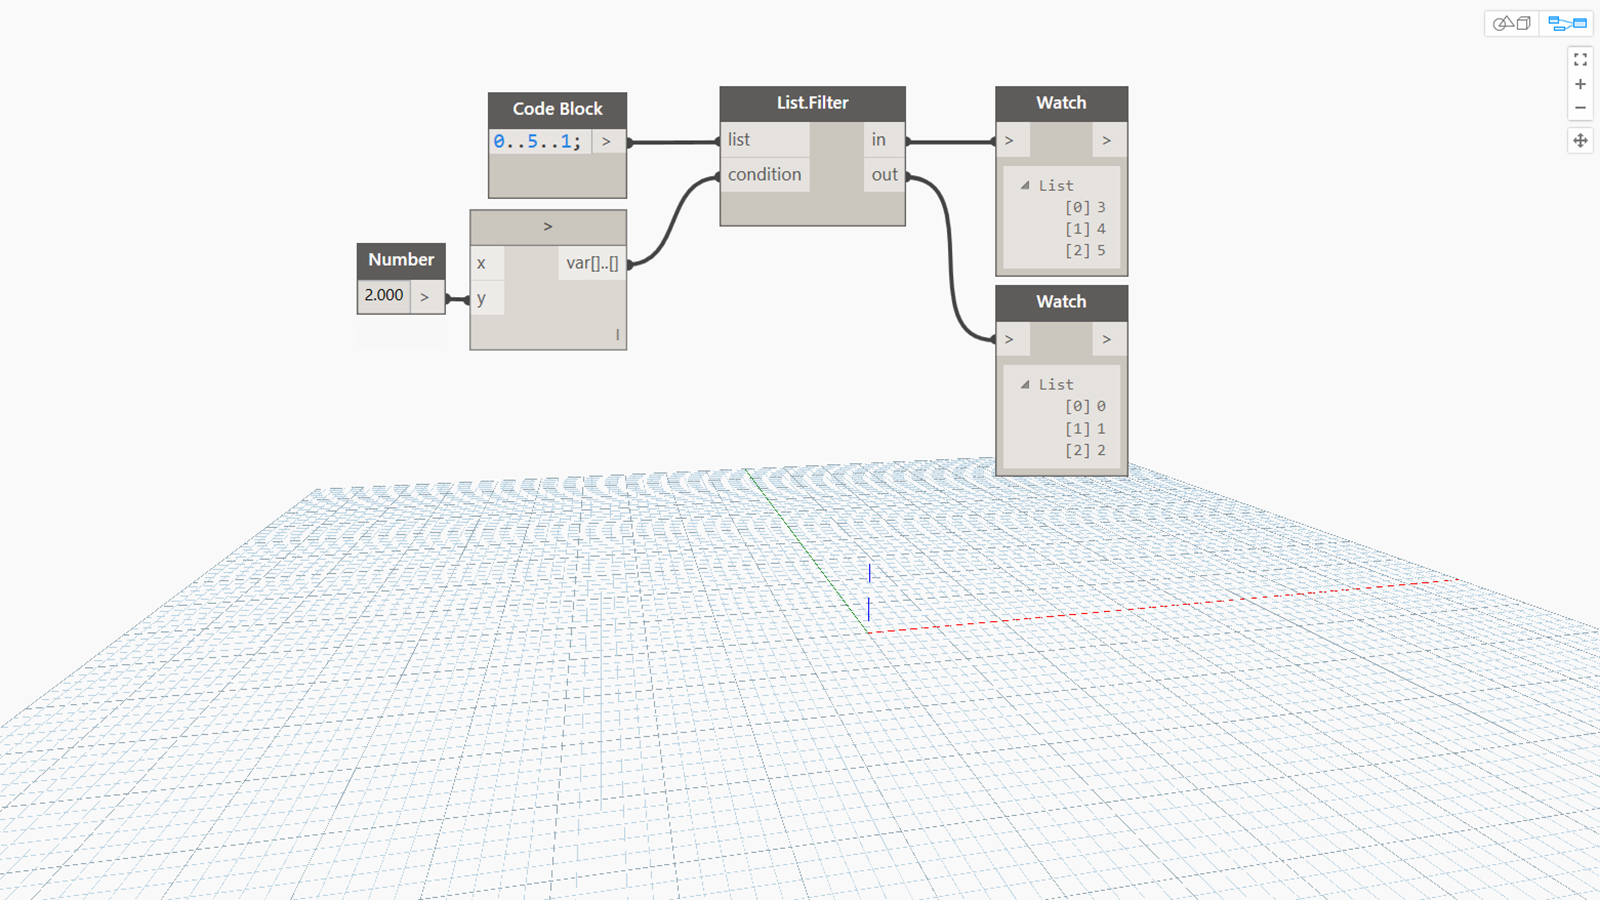 Code Block
0..5..1; >
>
x var[]..[]
y
l
Number
2.000 >
List.Filter
list in
condition out
Watch
> >
List
[0] 3
[1] 4
[2] 5
Watch
> >
List
[0] 0
[1] 1
[2] 2